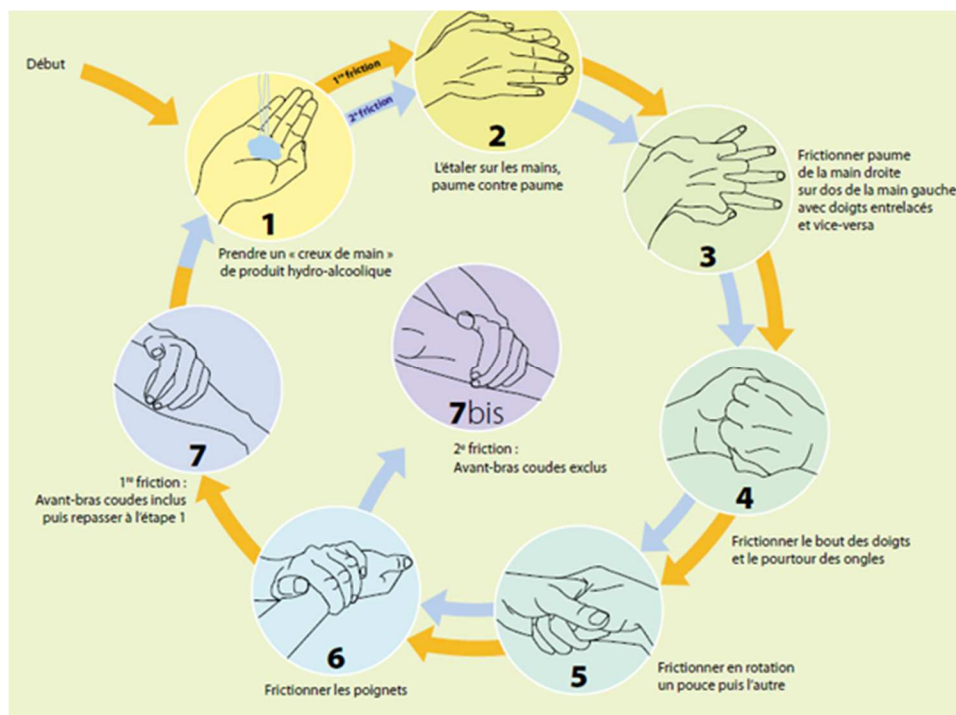 Début
1re friction
2e friction
1
Prendre un « creux de main »
de produit hydro-alcoolique
2
L'étaler sur les mains,
paume contre paume
3
Frictionner paume
de la main droite
sur dos de la main gauche
avec doigts entrelacés
et vice-versa
4
Frictionner le bout des doigts
et le pourtour des ongles
5
Frictionner en rotation
un pouce puis l'autre
6
Frictionner les poignets
7
1re friction :
Avant-bras coudes inclus
puis repasser à l'étape 1
7bis
2e friction :
Avant-bras coudes exclus